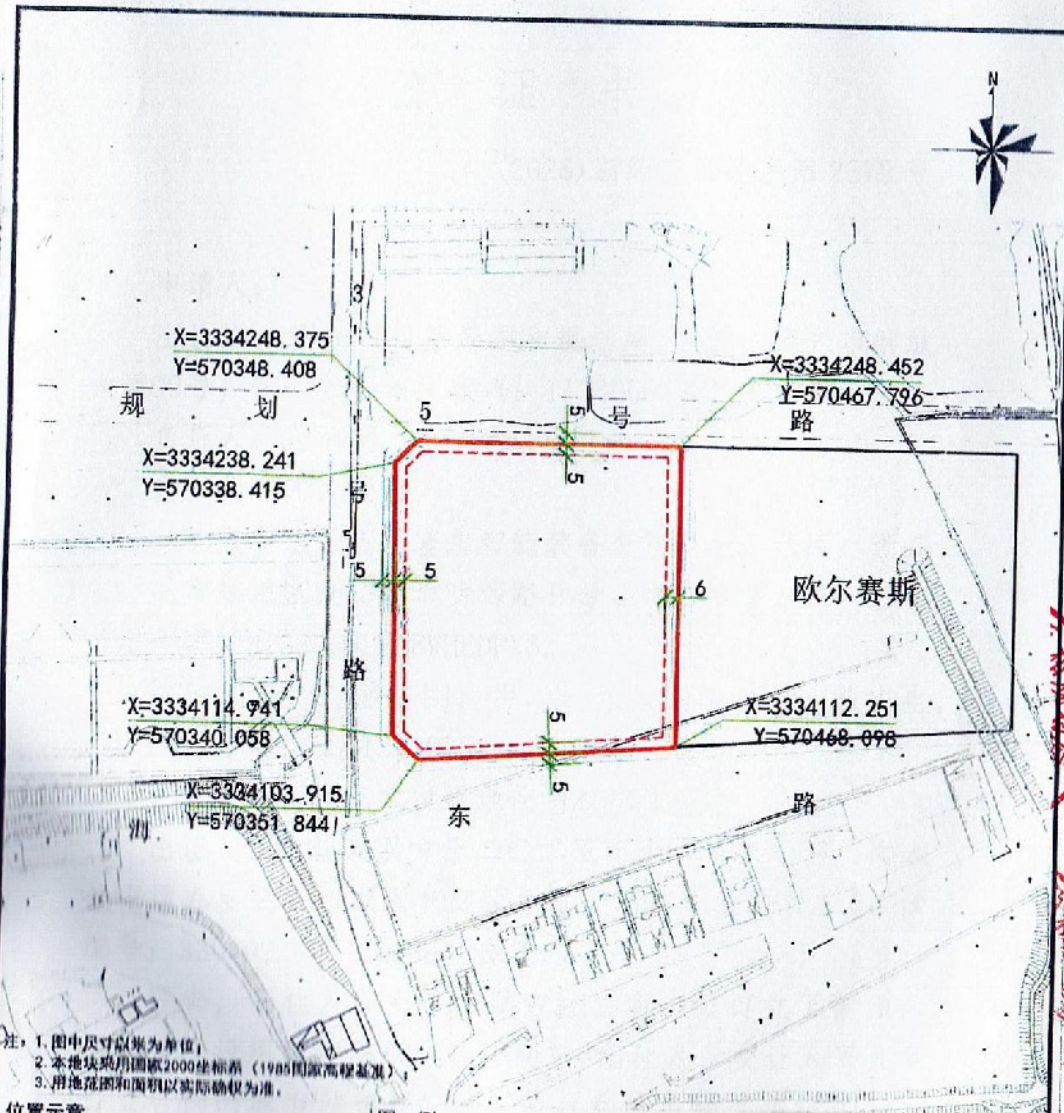 N
3
X=3334248.375
Y=570348.408
X=3334248.452
Y=570467.796
规 划 5 号 路
5
5
X=3334238.241
Y=570338.415
号
5 5
6
欧尔赛斯
路
X=3334114.941
Y=570340.058
X=3334112.251
Y=570468.098
5
5
X=3334103.915
Y=570351.844
东 路
注：1.图中尺寸以米为单位；
2.本地块采用国家2000坐标系（1985国家高程基准）；
3.用地范围和面积以实际确权为准。
位置示意